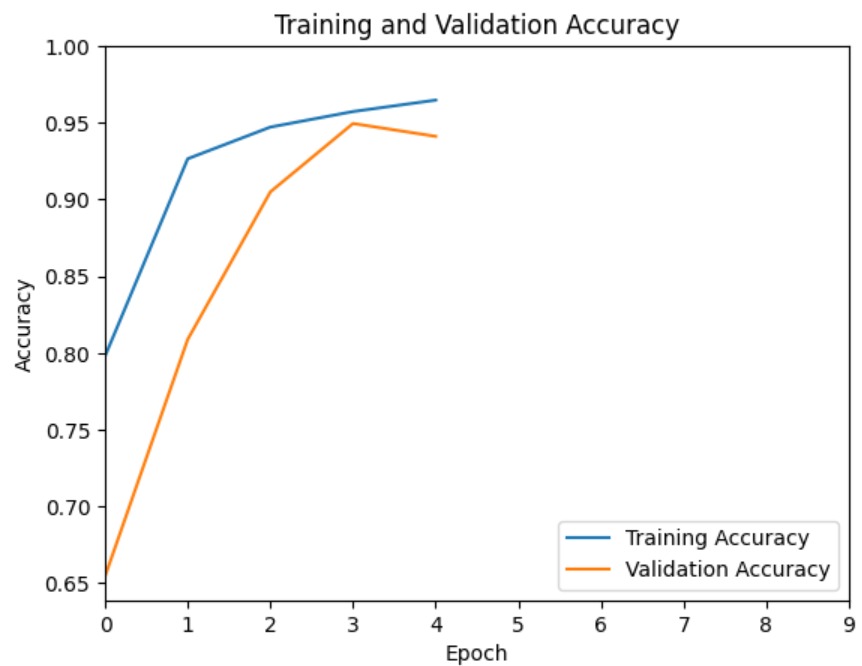 Training and Validation Accuracy
1.00
0.95
0.90
0.85
0.80
0.75
0.70
0.65
Accuracy
0 1 2 3 4 5 6 7 8 9
Epoch
Training Accuracy
Validation Accuracy